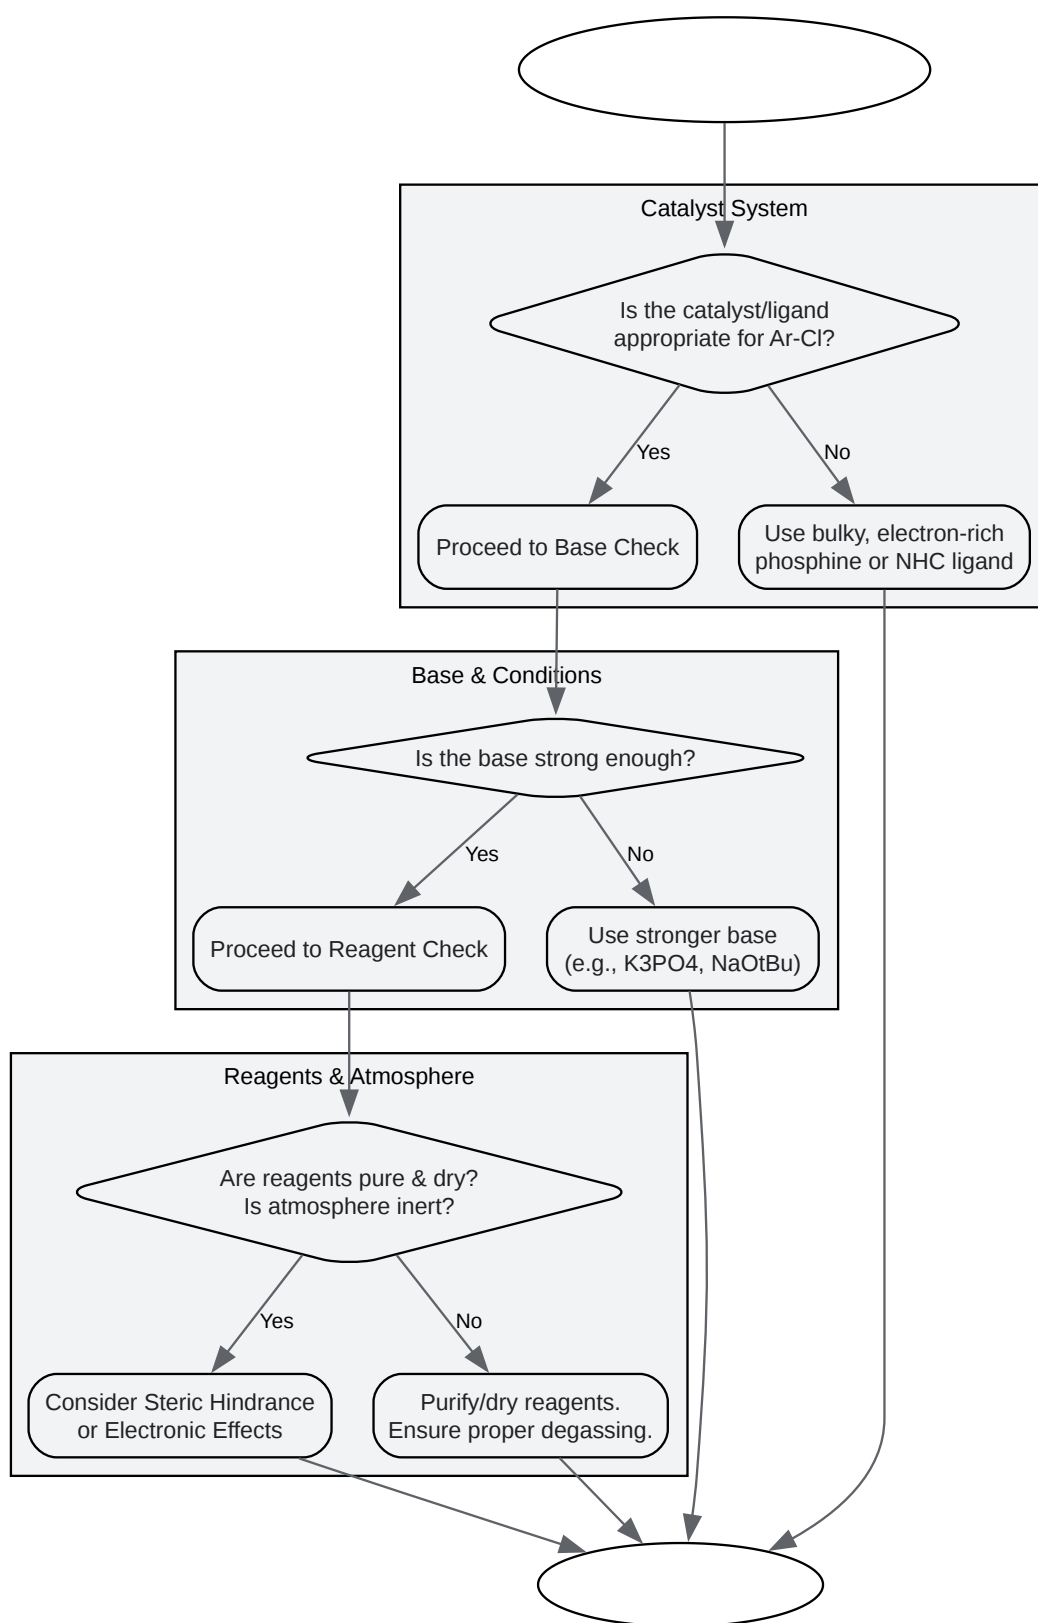 Catalyst System
Is the catalyst/ligand
appropriate for Ar-Cl?
Yes
No
Proceed to Base Check
Use bulky, electron-rich
phosphine or NHC ligand
Base & Conditions
Is the base strong enough?
Yes
No
Proceed to Reagent Check
Use stronger base
(e.g., K3PO4, NaOtBu)
Reagents & Atmosphere
Are reagents pure & dry?
Is atmosphere inert?
Yes
No
Consider Steric Hindrance
or Electronic Effects
Purify/dry reagents.
Ensure proper degassing.